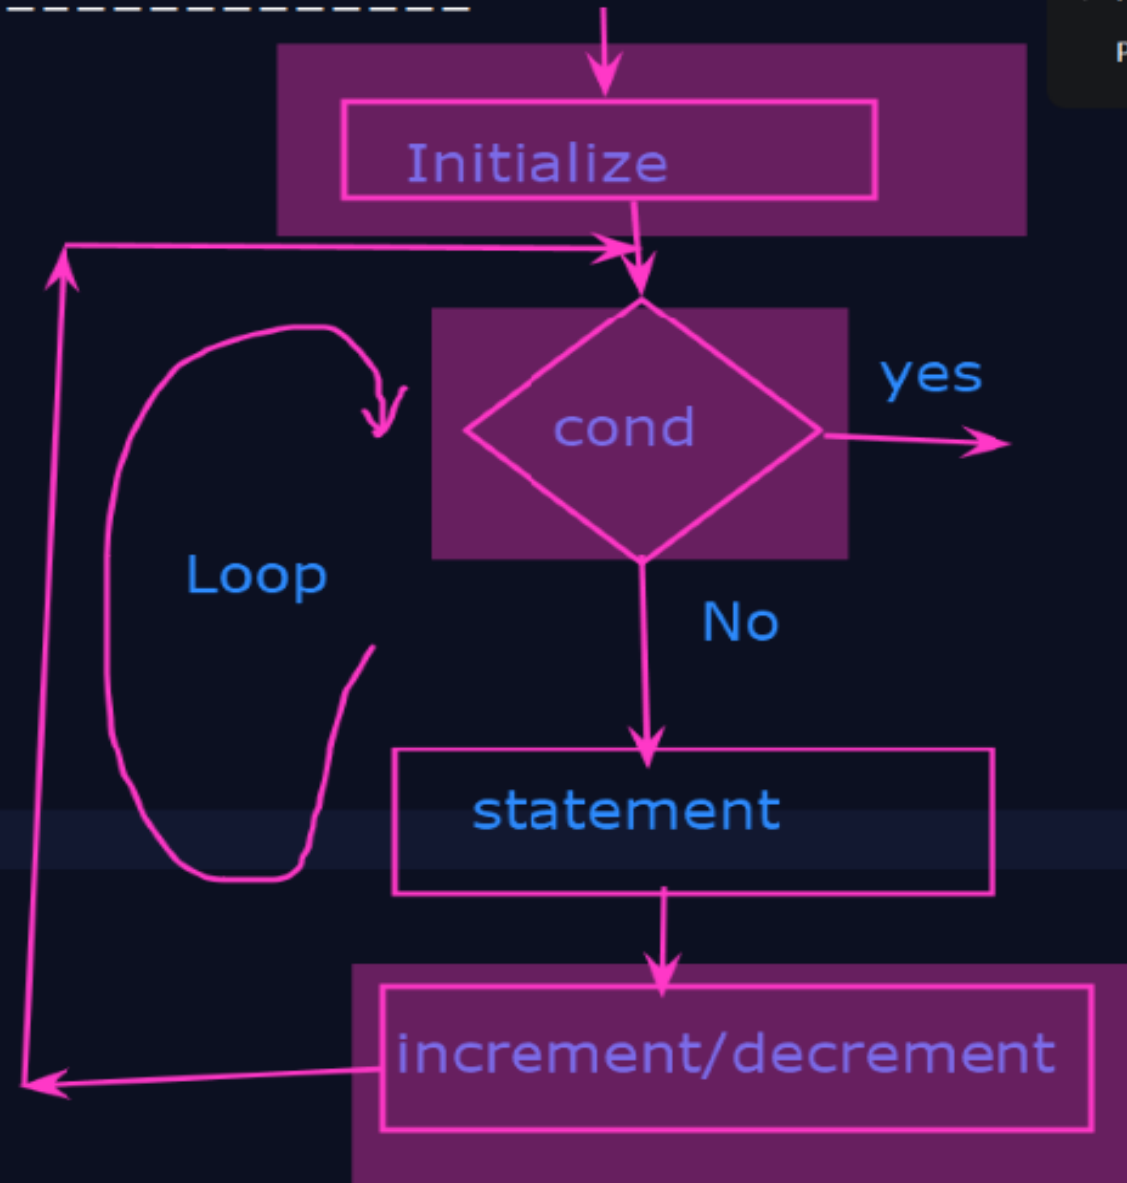 Initialize
cond
yes
Loop
No
statement
increment/decrement